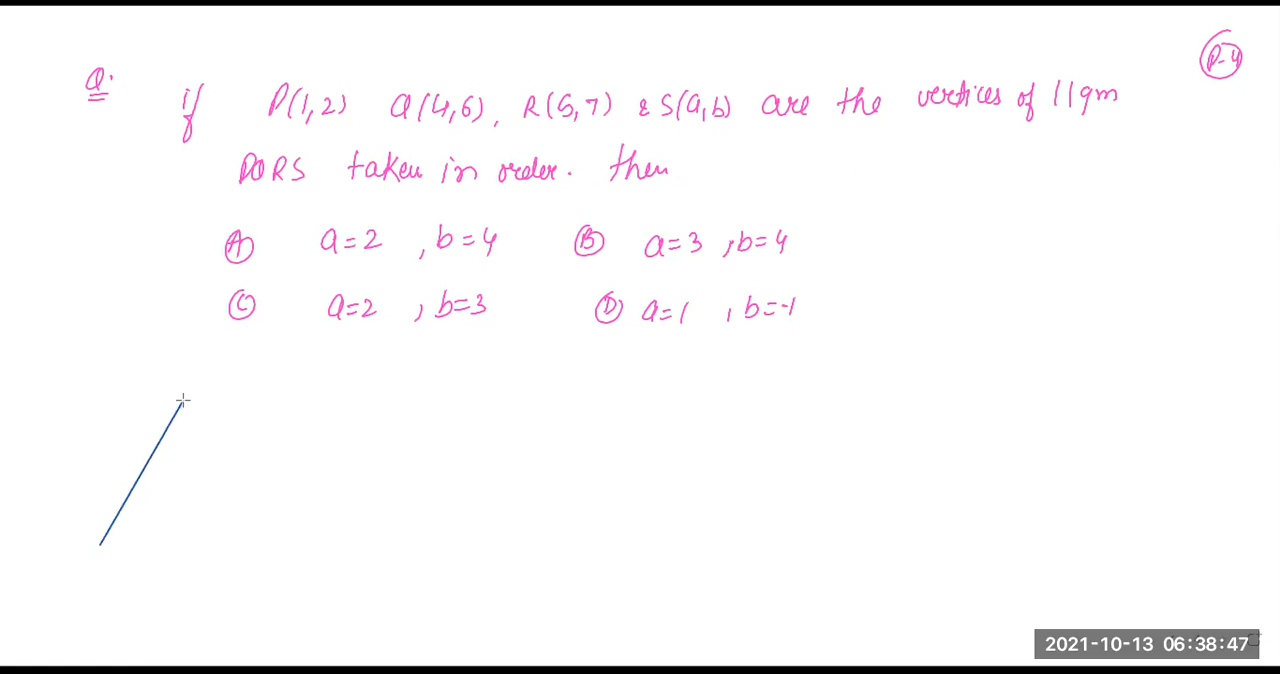 P-4
Q.
if P(1,2) Q(4,6), R(5,7) & S(a,b) are the vertices of ||gm
PQRS taken in order. then
(A) a=2 , b=4 (B) a=3 , b=4
(C) a=2 , b=3 (D) a=1 , b=-1
2021-10-13 06:38:47